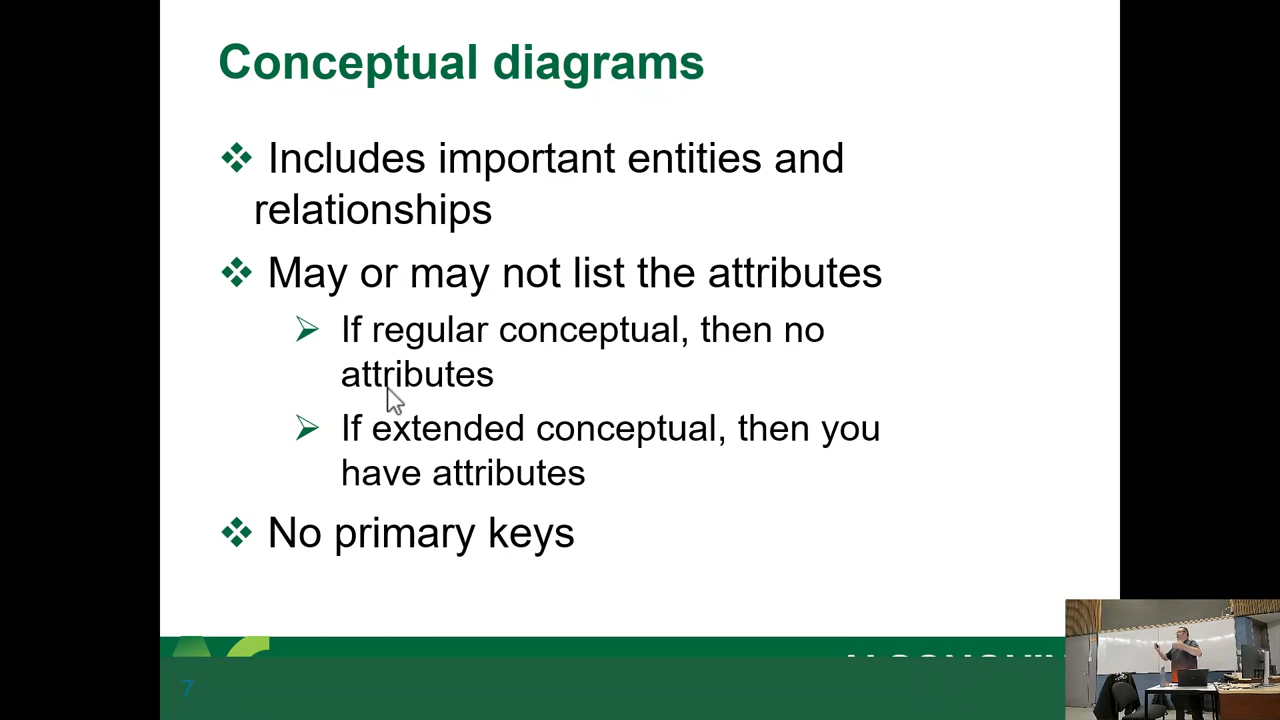 Conceptual diagrams
❖ Includes important entities and
relationships
❖ May or may not list the attributes
➢ If regular conceptual, then no
attributes
➢ If extended conceptual, then you
have attributes
❖ No primary keys
7